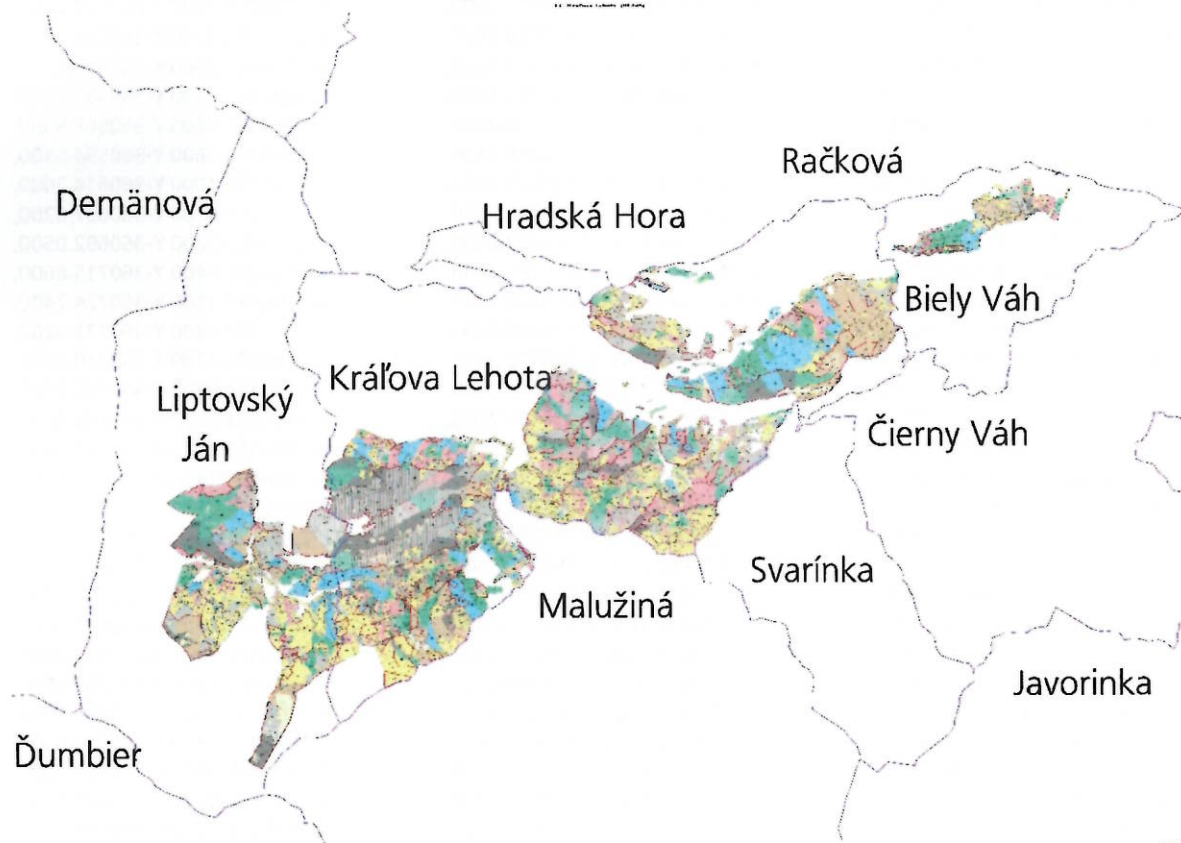 Račková
Demänová
Hradská Hora
Biely Váh
Kráľova Lehota
Liptovský
Ján
Čierny Váh
Svarínka
Malužiná
Javorinka
Ďumbier